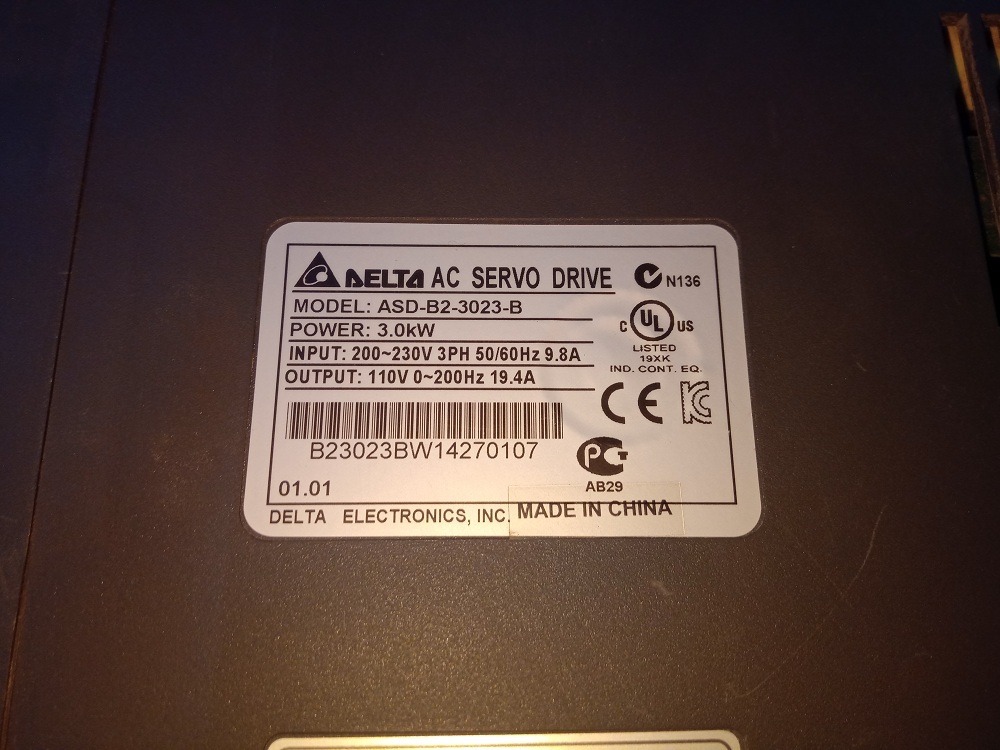 DELTA AC SERVO DRIVE N136
MODEL: ASD-B2-3023-B
POWER: 3.0kW
INPUT: 200~230V 3PH 50/60Hz 9.8A
OUTPUT: 110V 0~200Hz 19.4A
C UL US
LISTED
19XK
IND. CONT. EQ.
CE KC
B23023BW14270107
PCT
AB29
01.01
DELTA ELECTRONICS, INC. MADE IN CHINA